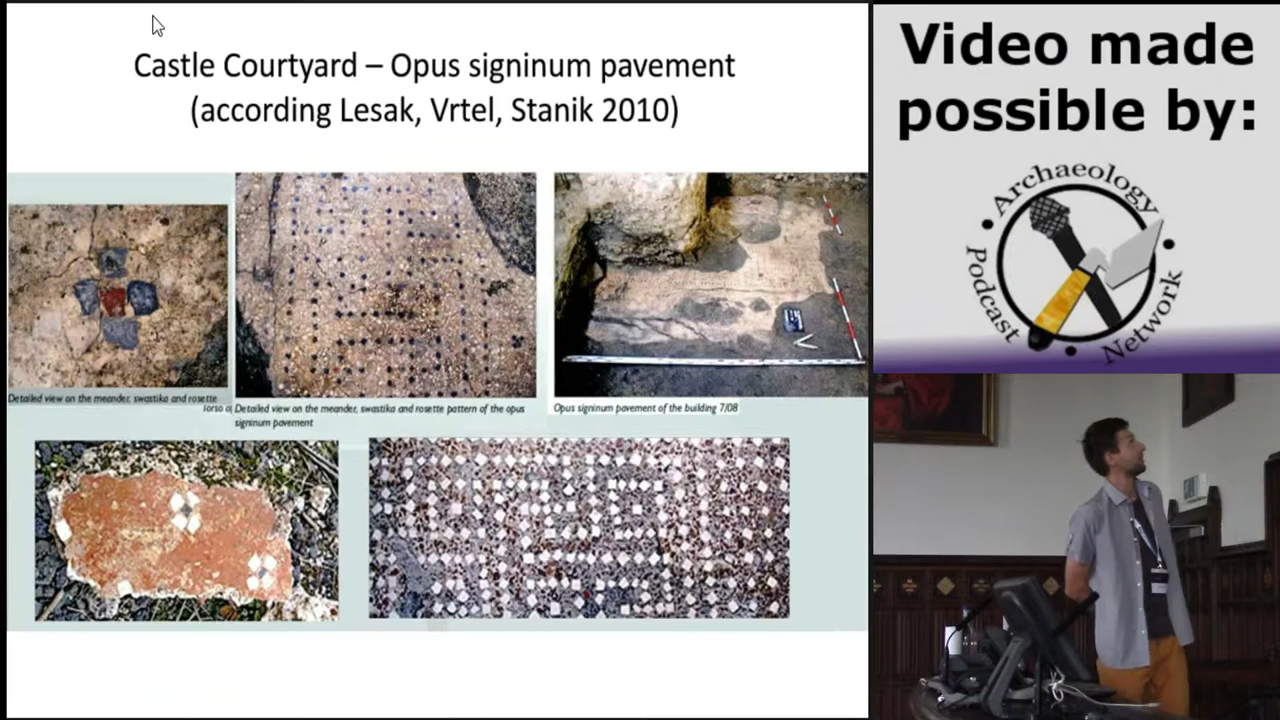 Castle Courtyard – Opus signinum pavement
(according Lesak, Vrtel, Stanik 2010)
Detailed view on the meander, swastika and rosette
Torso o
Detailed view on the meander, swastika and rosette pattern of the opus
signinum pavement
Opus signinum pavement of the building 7/08
Video made
possible by:
Archaeology
Podcast
Network